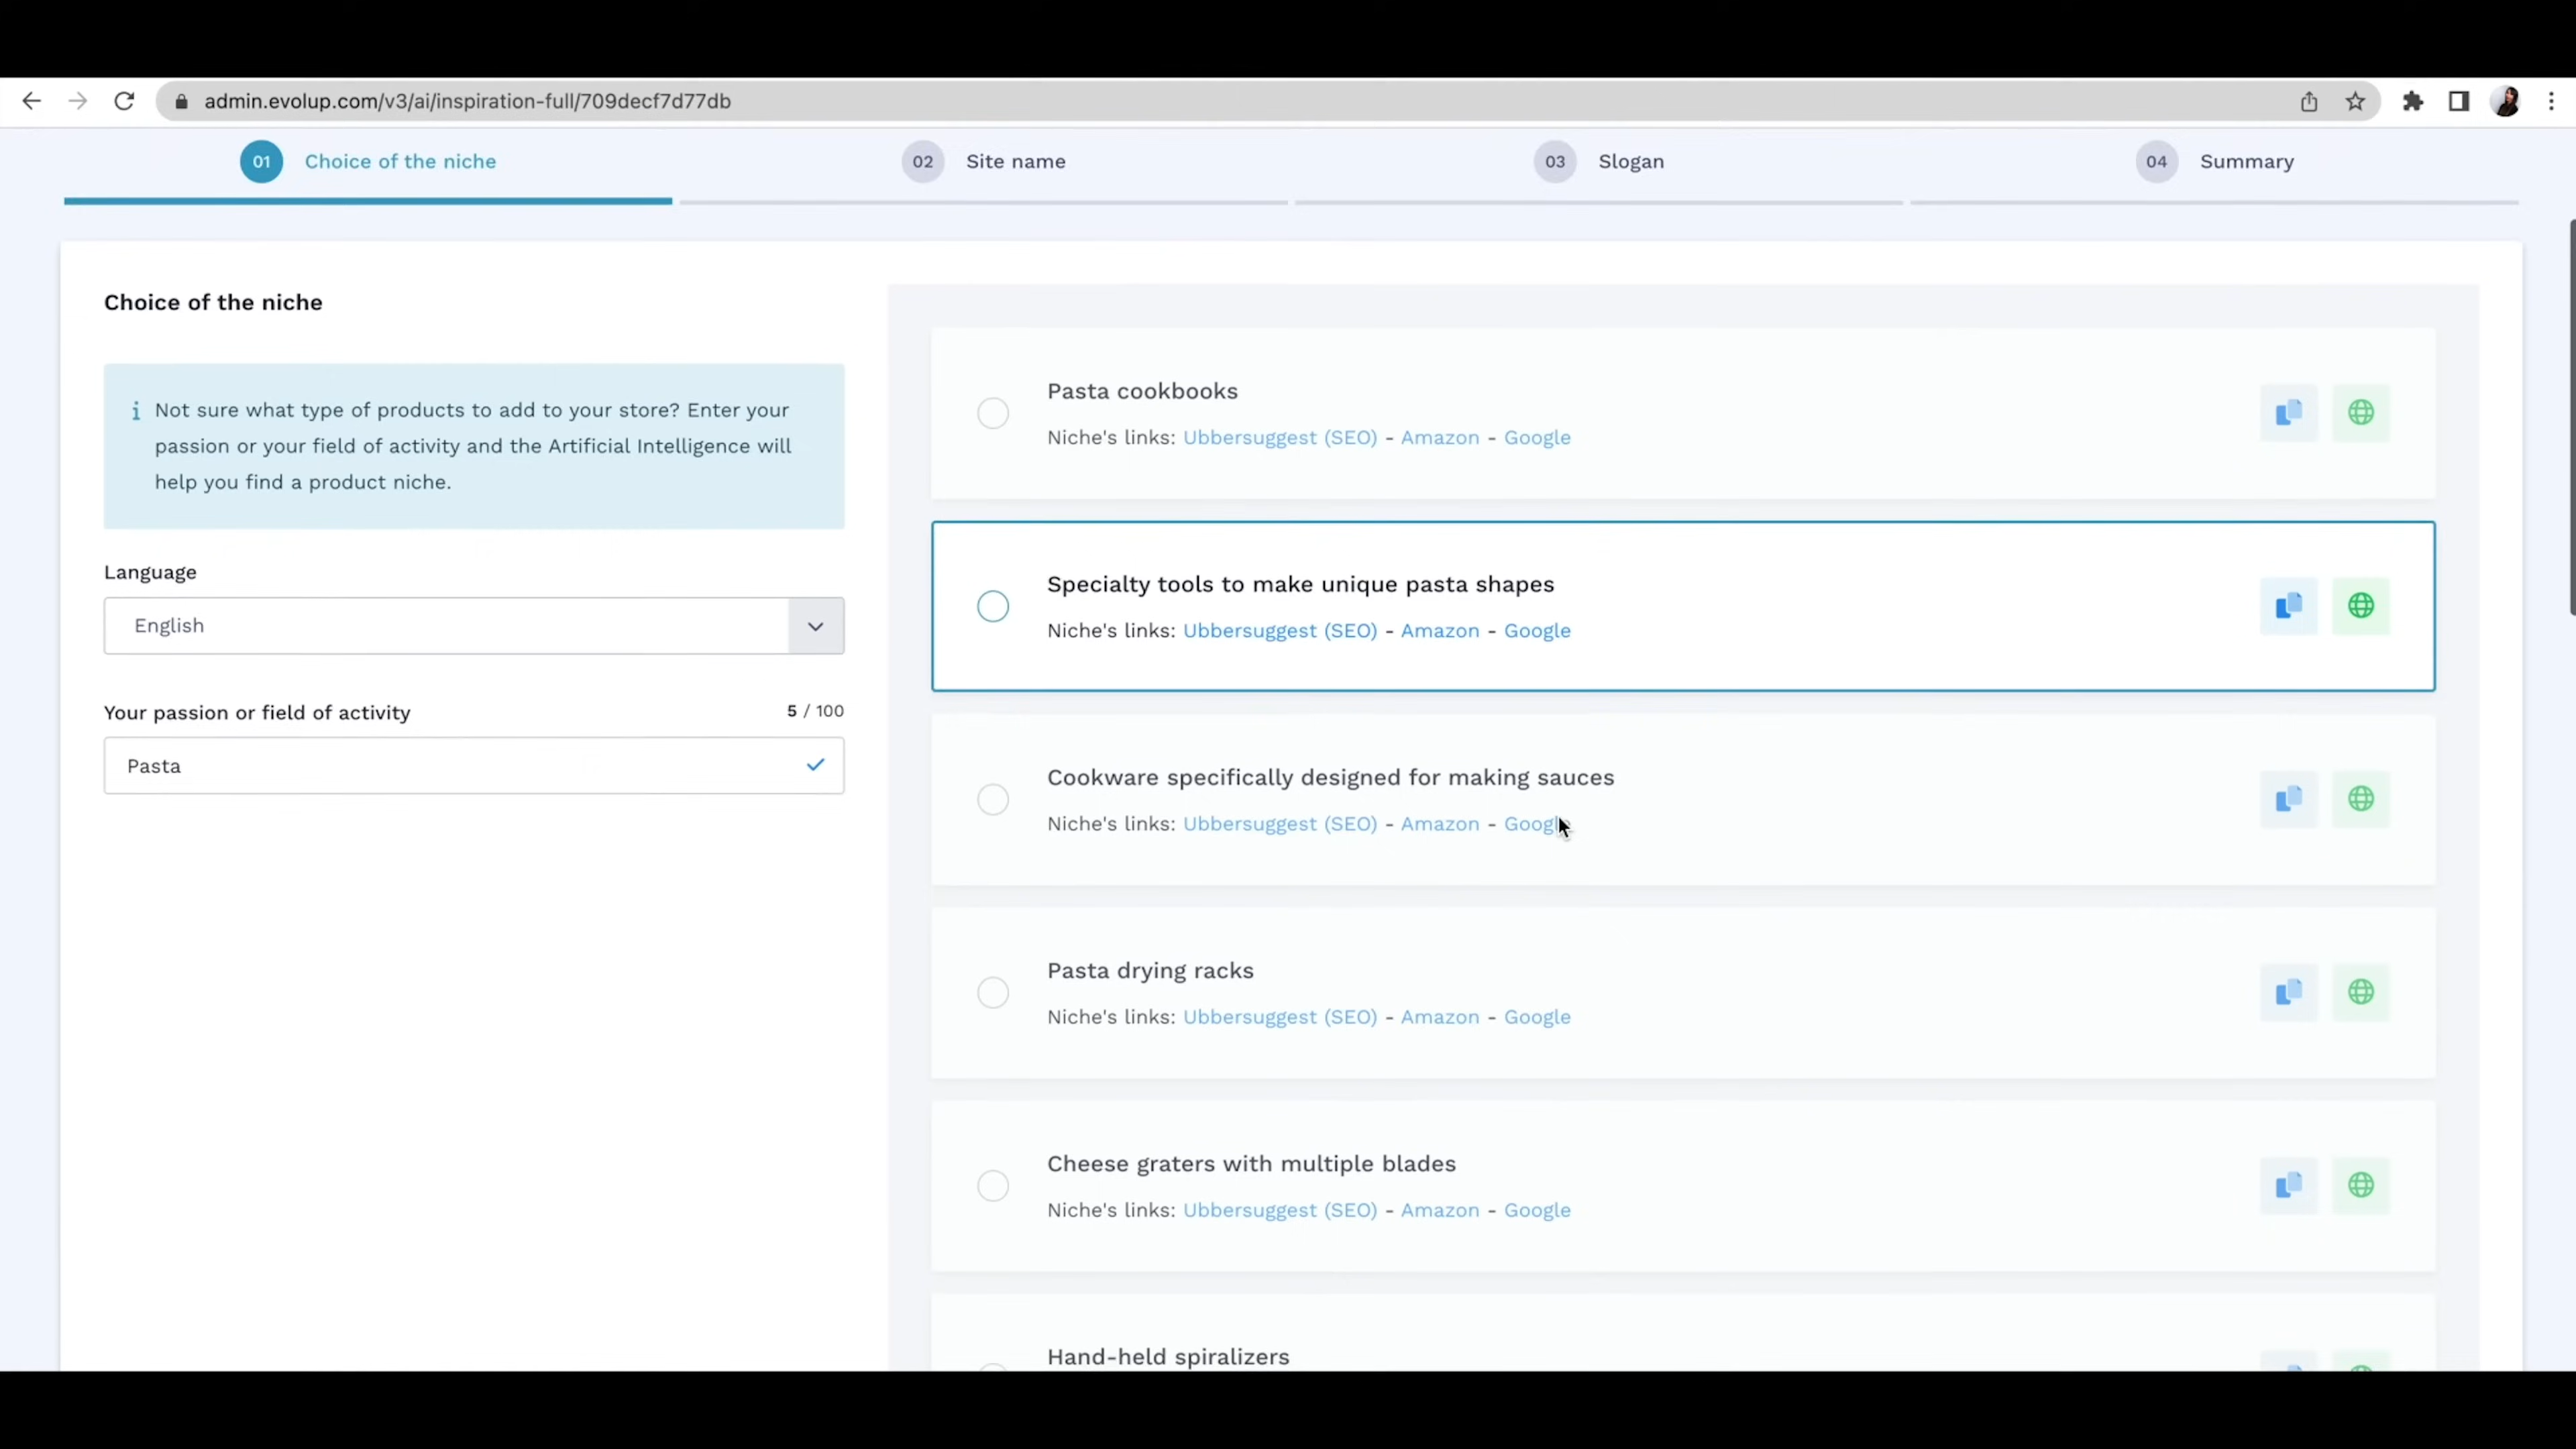 admin.evolup.com/v3/ai/inspiration-full/709decf7d77db
01 Choice of the niche
02 Site name
03 Slogan
04 Summary
Choice of the niche
i Not sure what type of products to add to your store? Enter your
passion or your field of activity and the Artificial Intelligence will
help you find a product niche.
Language
English
Your passion or field of activity 5 / 100
Pasta
Pasta cookbooks
Niche's links: Ubbersuggest (SEO) - Amazon - Google
Specialty tools to make unique pasta shapes
Niche's links: Ubbersuggest (SEO) - Amazon - Google
Cookware specifically designed for making sauces
Niche's links: Ubbersuggest (SEO) - Amazon - Google
Pasta drying racks
Niche's links: Ubbersuggest (SEO) - Amazon - Google
Cheese graters with multiple blades
Niche's links: Ubbersuggest (SEO) - Amazon - Google
Hand-held spiralizers